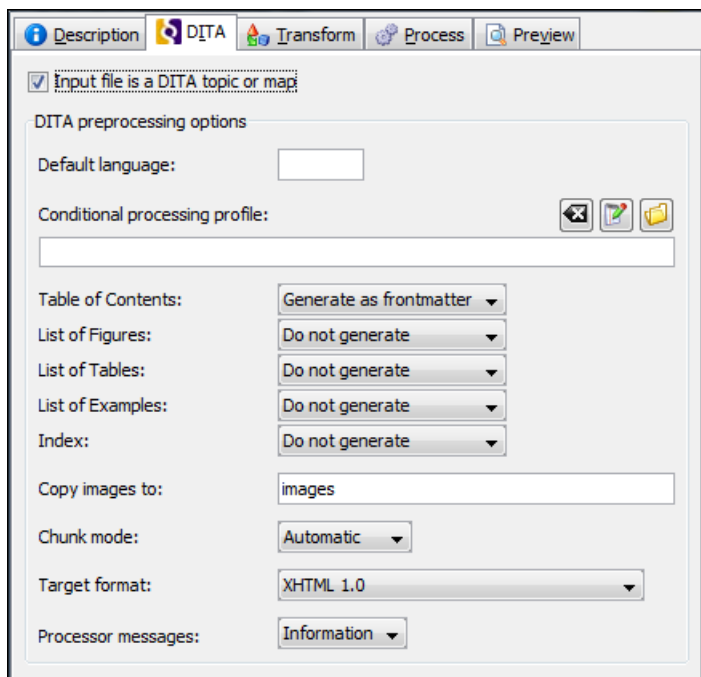 Description DITA Transform Process Preview
Input file is a DITA topic or map
DITA preprocessing options
Default language:
Conditional processing profile:
Table of Contents: Generate as frontmatter
List of Figures: Do not generate
List of Tables: Do not generate
List of Examples: Do not generate
Index: Do not generate
Copy images to: images
Chunk mode: Automatic
Target format: XHTML 1.0
Processor messages: Information